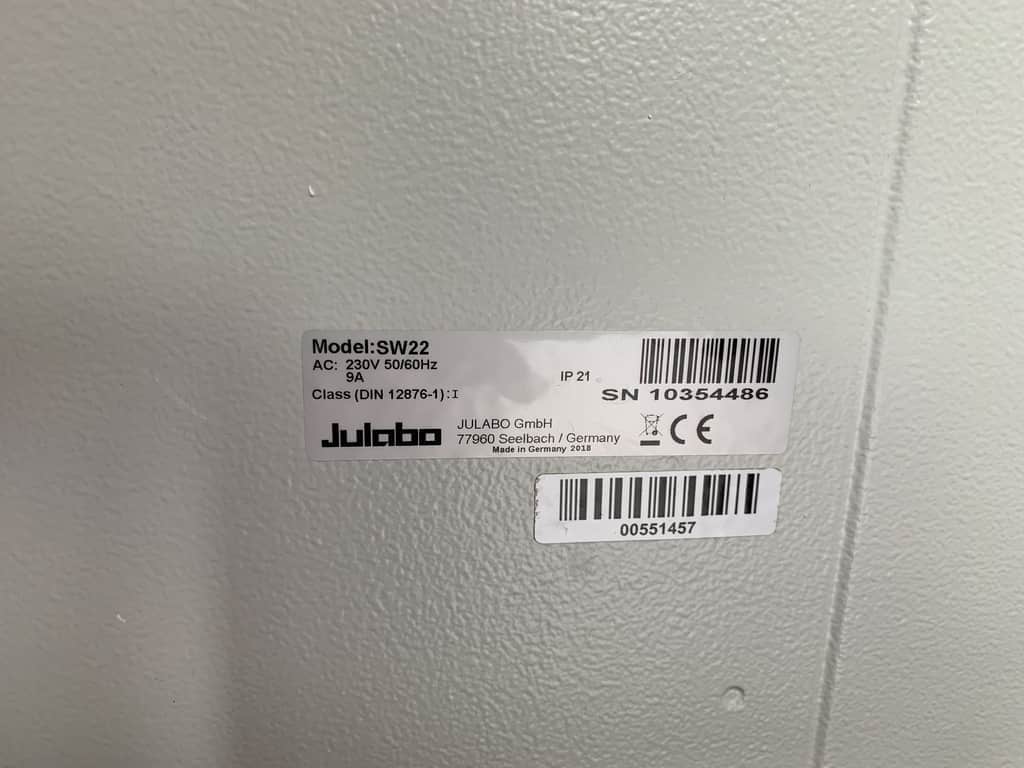 Model:SW22
AC: 230V 50/60Hz
9A
IP 21
Class (DIN 12876-1):I
SN 10354486
Julabo
JULABO GmbH
77960 Seelbach / Germany
Made in Germany 2018
CE
00551457